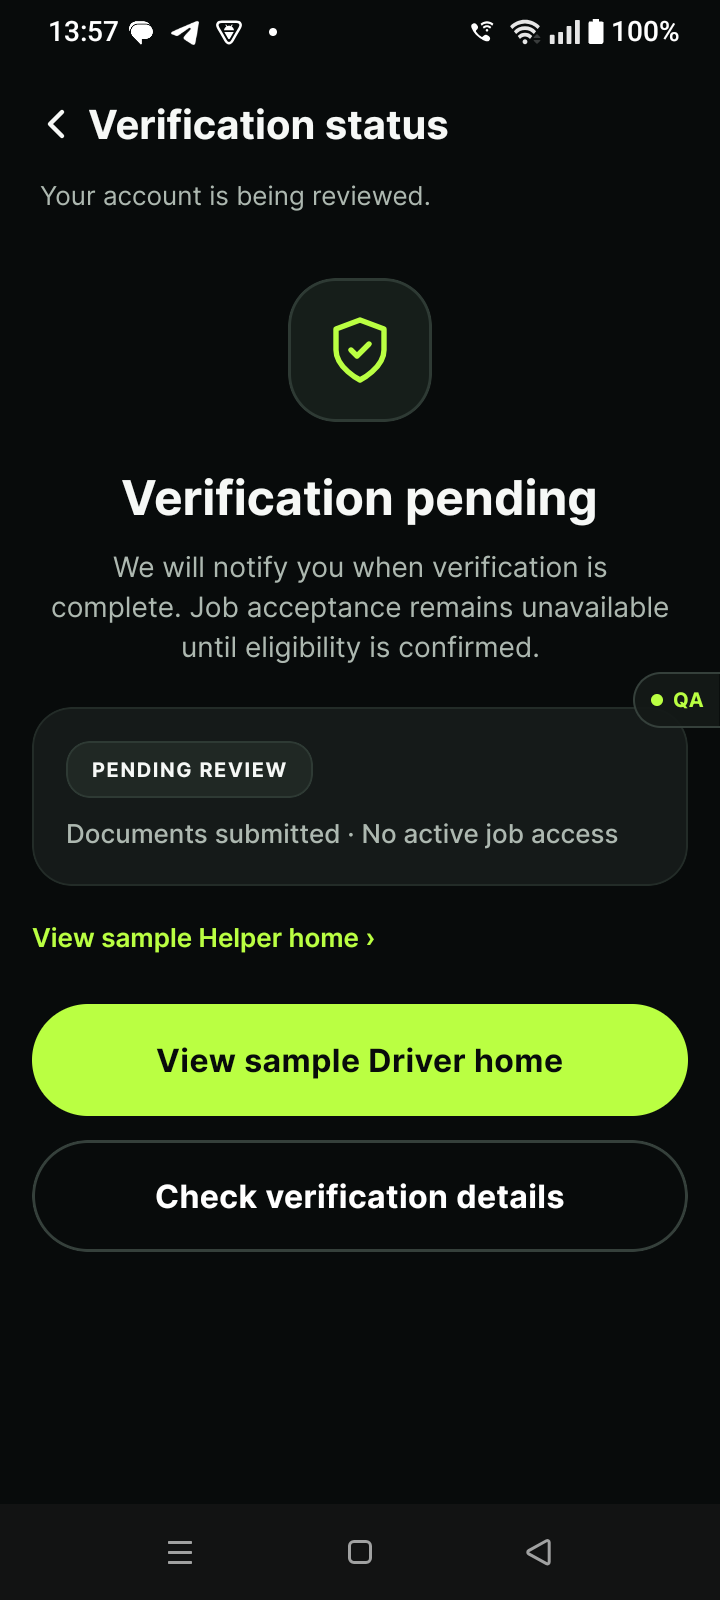 13:57
100%
Verification status
Your account is being reviewed.
Verification pending
We will notify you when verification is
complete. Job acceptance remains unavailable
until eligibility is confirmed.
QA
PENDING REVIEW
Documents submitted · No active job access
View sample Helper home ›
View sample Driver home
Check verification details